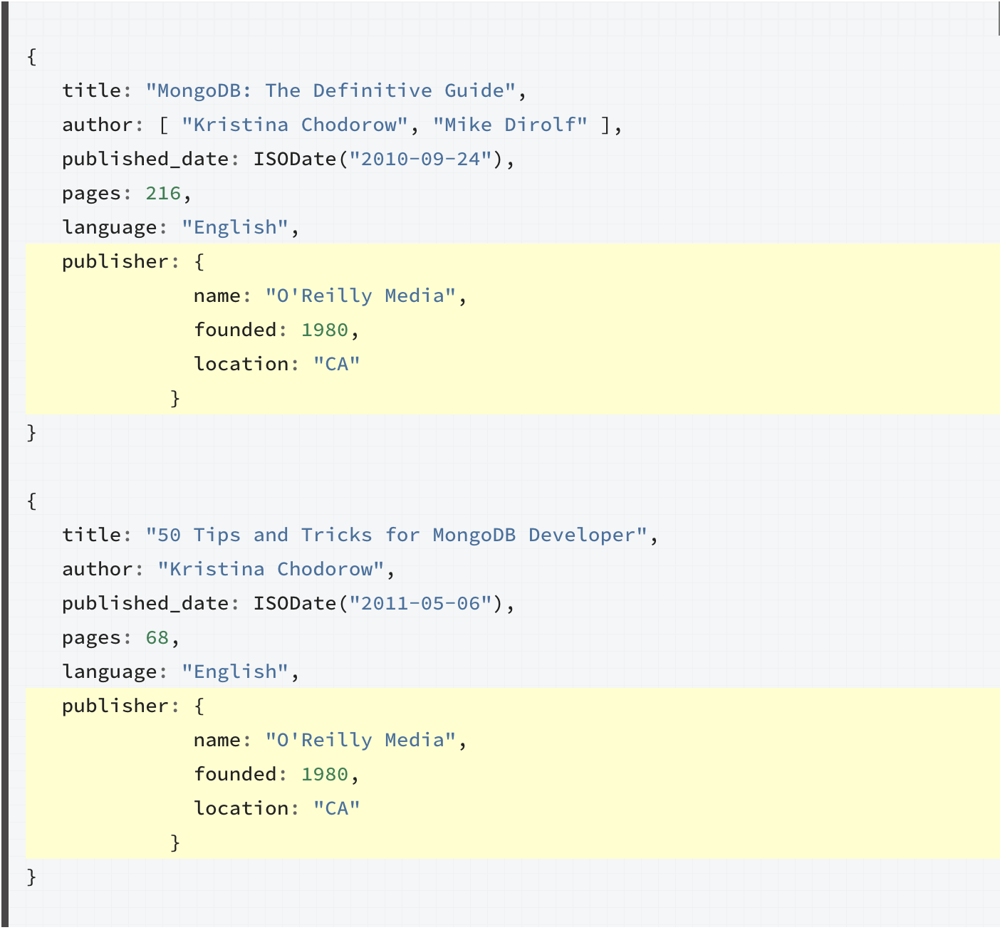 {
   title: "MongoDB: The Definitive Guide",
   author: [ "Kristina Chodorow", "Mike Dirolf" ],
   published_date: ISODate("2010-09-24"),
   pages: 216,
   language: "English",
   publisher: {
              name: "O'Reilly Media",
              founded: 1980,
              location: "CA"
            }
}

{
   title: "50 Tips and Tricks for MongoDB Developer",
   author: "Kristina Chodorow",
   published_date: ISODate("2011-05-06"),
   pages: 68,
   language: "English",
   publisher: {
              name: "O'Reilly Media",
              founded: 1980,
              location: "CA"
            }
}